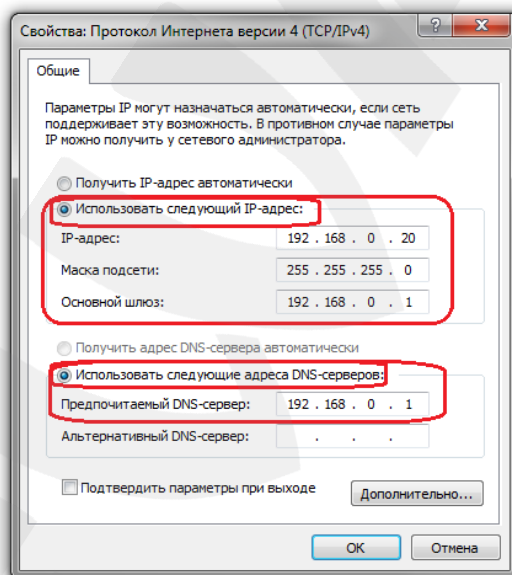 Свойства: Протокол Интернета версии 4 (TCP/IPv4)
Общие
Параметры IP могут назначаться автоматически, если сеть
поддерживает эту возможность. В противном случае параметры
IP можно получить у сетевого администратора.
Получить IP-адрес автоматически
Использовать следующий IP-адрес:
IP-адрес: 192 . 168 . 0 . 20
Маска подсети: 255 . 255 . 255 . 0
Основной шлюз: 192 . 168 . 0 . 1
Получить адрес DNS-сервера автоматически
Использовать следующие адреса DNS-серверов:
Предпочитаемый DNS-сервер: 192 . 168 . 0 . 1
Альтернативный DNS-сервер: . . .
Подтвердить параметры при выходе
Дополнительно...
OK Отмена